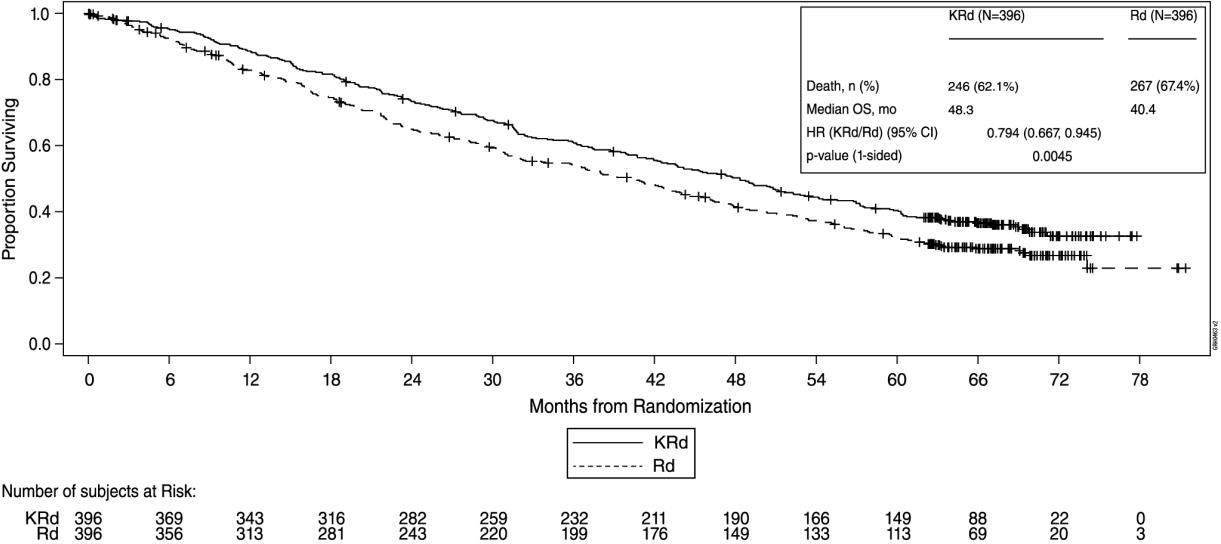 KRd (N=396) Rd (N=396)
Death, n (%) 246 (62.1%) 267 (67.4%)
Median OS, mo 48.3 40.4
HR (KRd/Rd) (95% CI) 0.794 (0.667, 0.945)
p-value (1-sided) 0.0045
Proportion Surviving
1.0
0.8
0.6
0.4
0.2
0.0
0 6 12 18 24 30 36 42 48 54 60 66 72 78
Months from Randomization
KRd
Rd
Number of subjects at Risk:
KRd 396 369 343 316 282 259 232 211 190 166 149 88 22 0
Rd 396 356 313 281 243 220 199 176 149 133 113 69 20 3